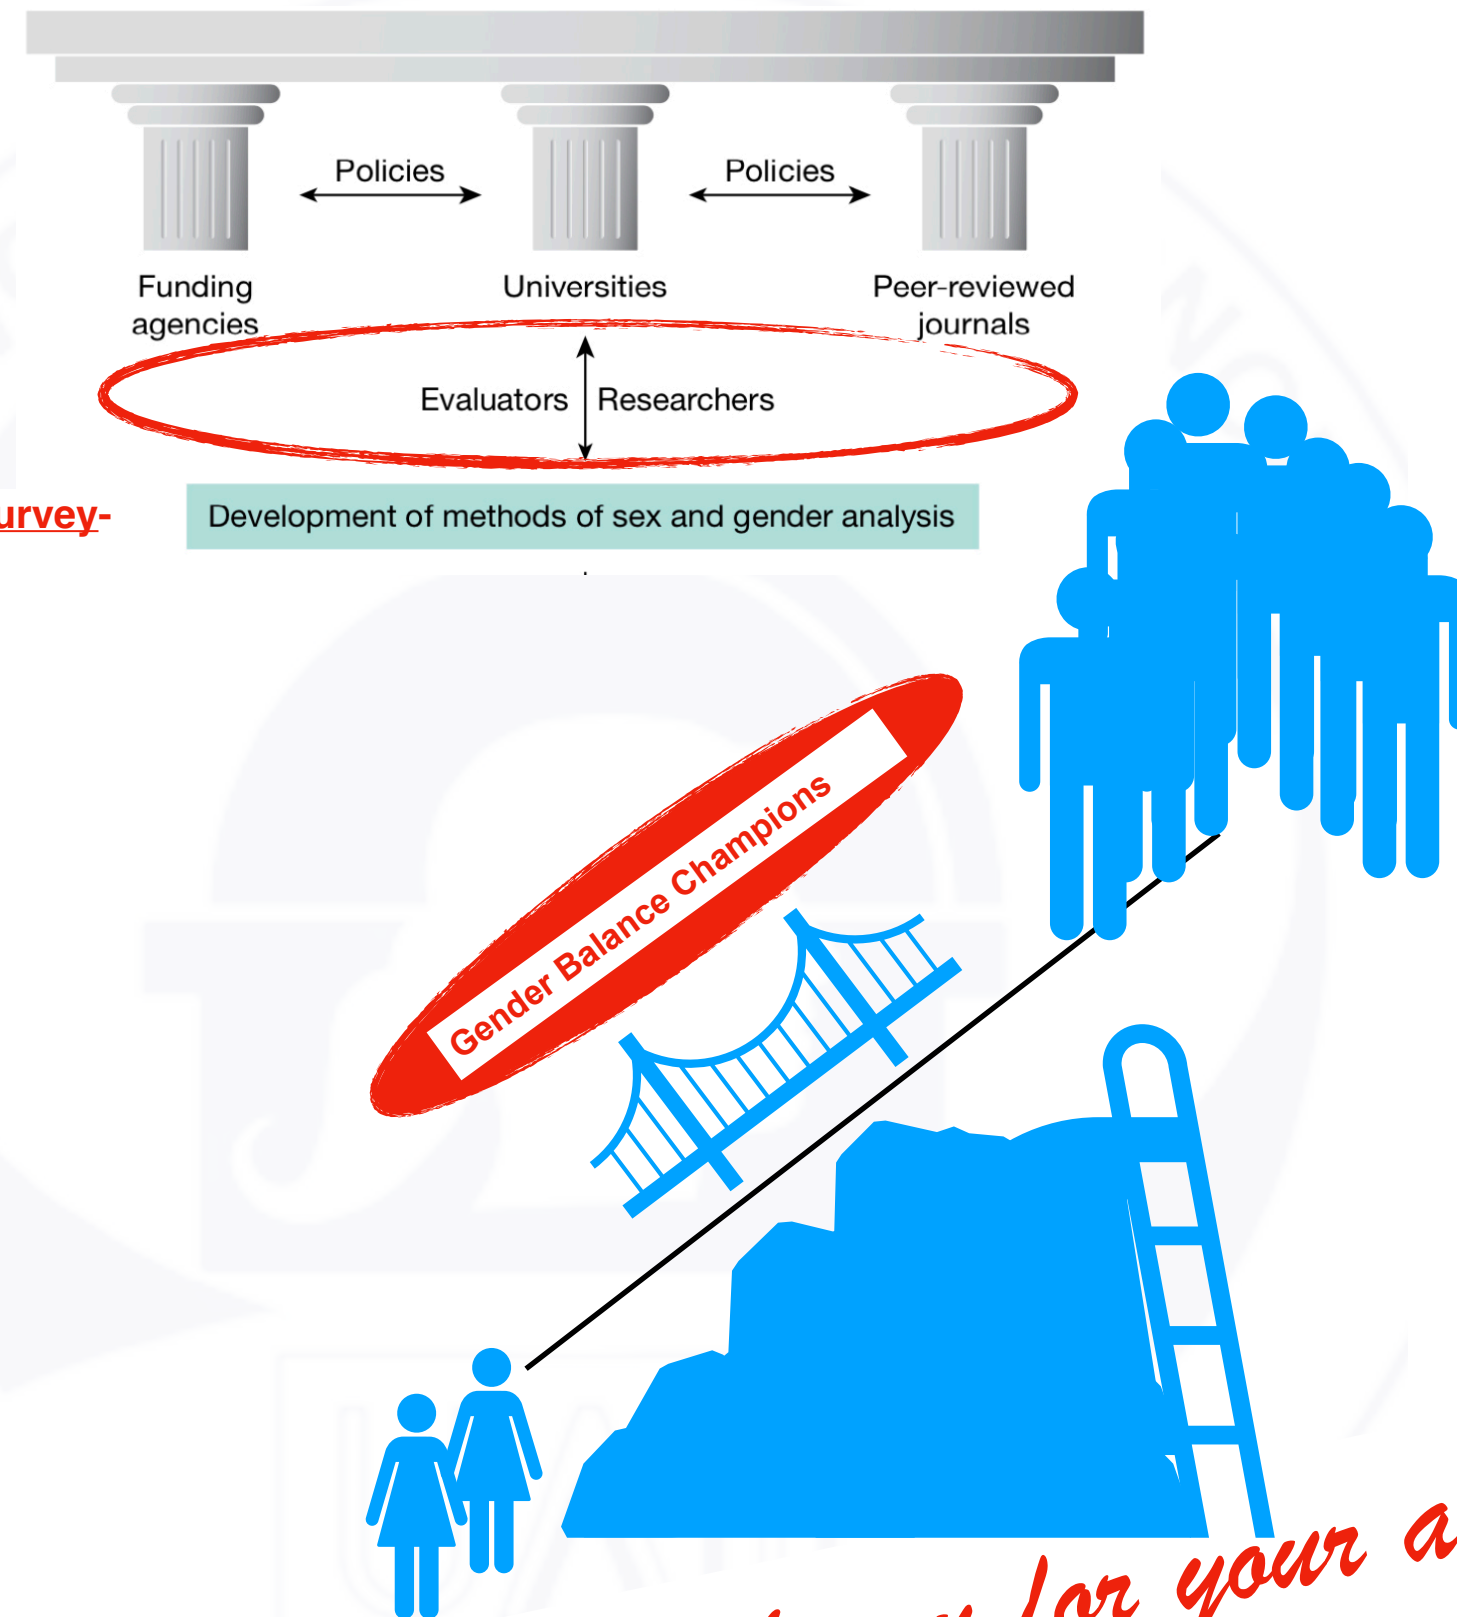 Policies
Policies
Funding
agencies
Universities
Peer-reviewed
journals
Evaluators
Researchers
urvey-
Development of methods of sex and gender analysis
Gender Balance Champions
for your a